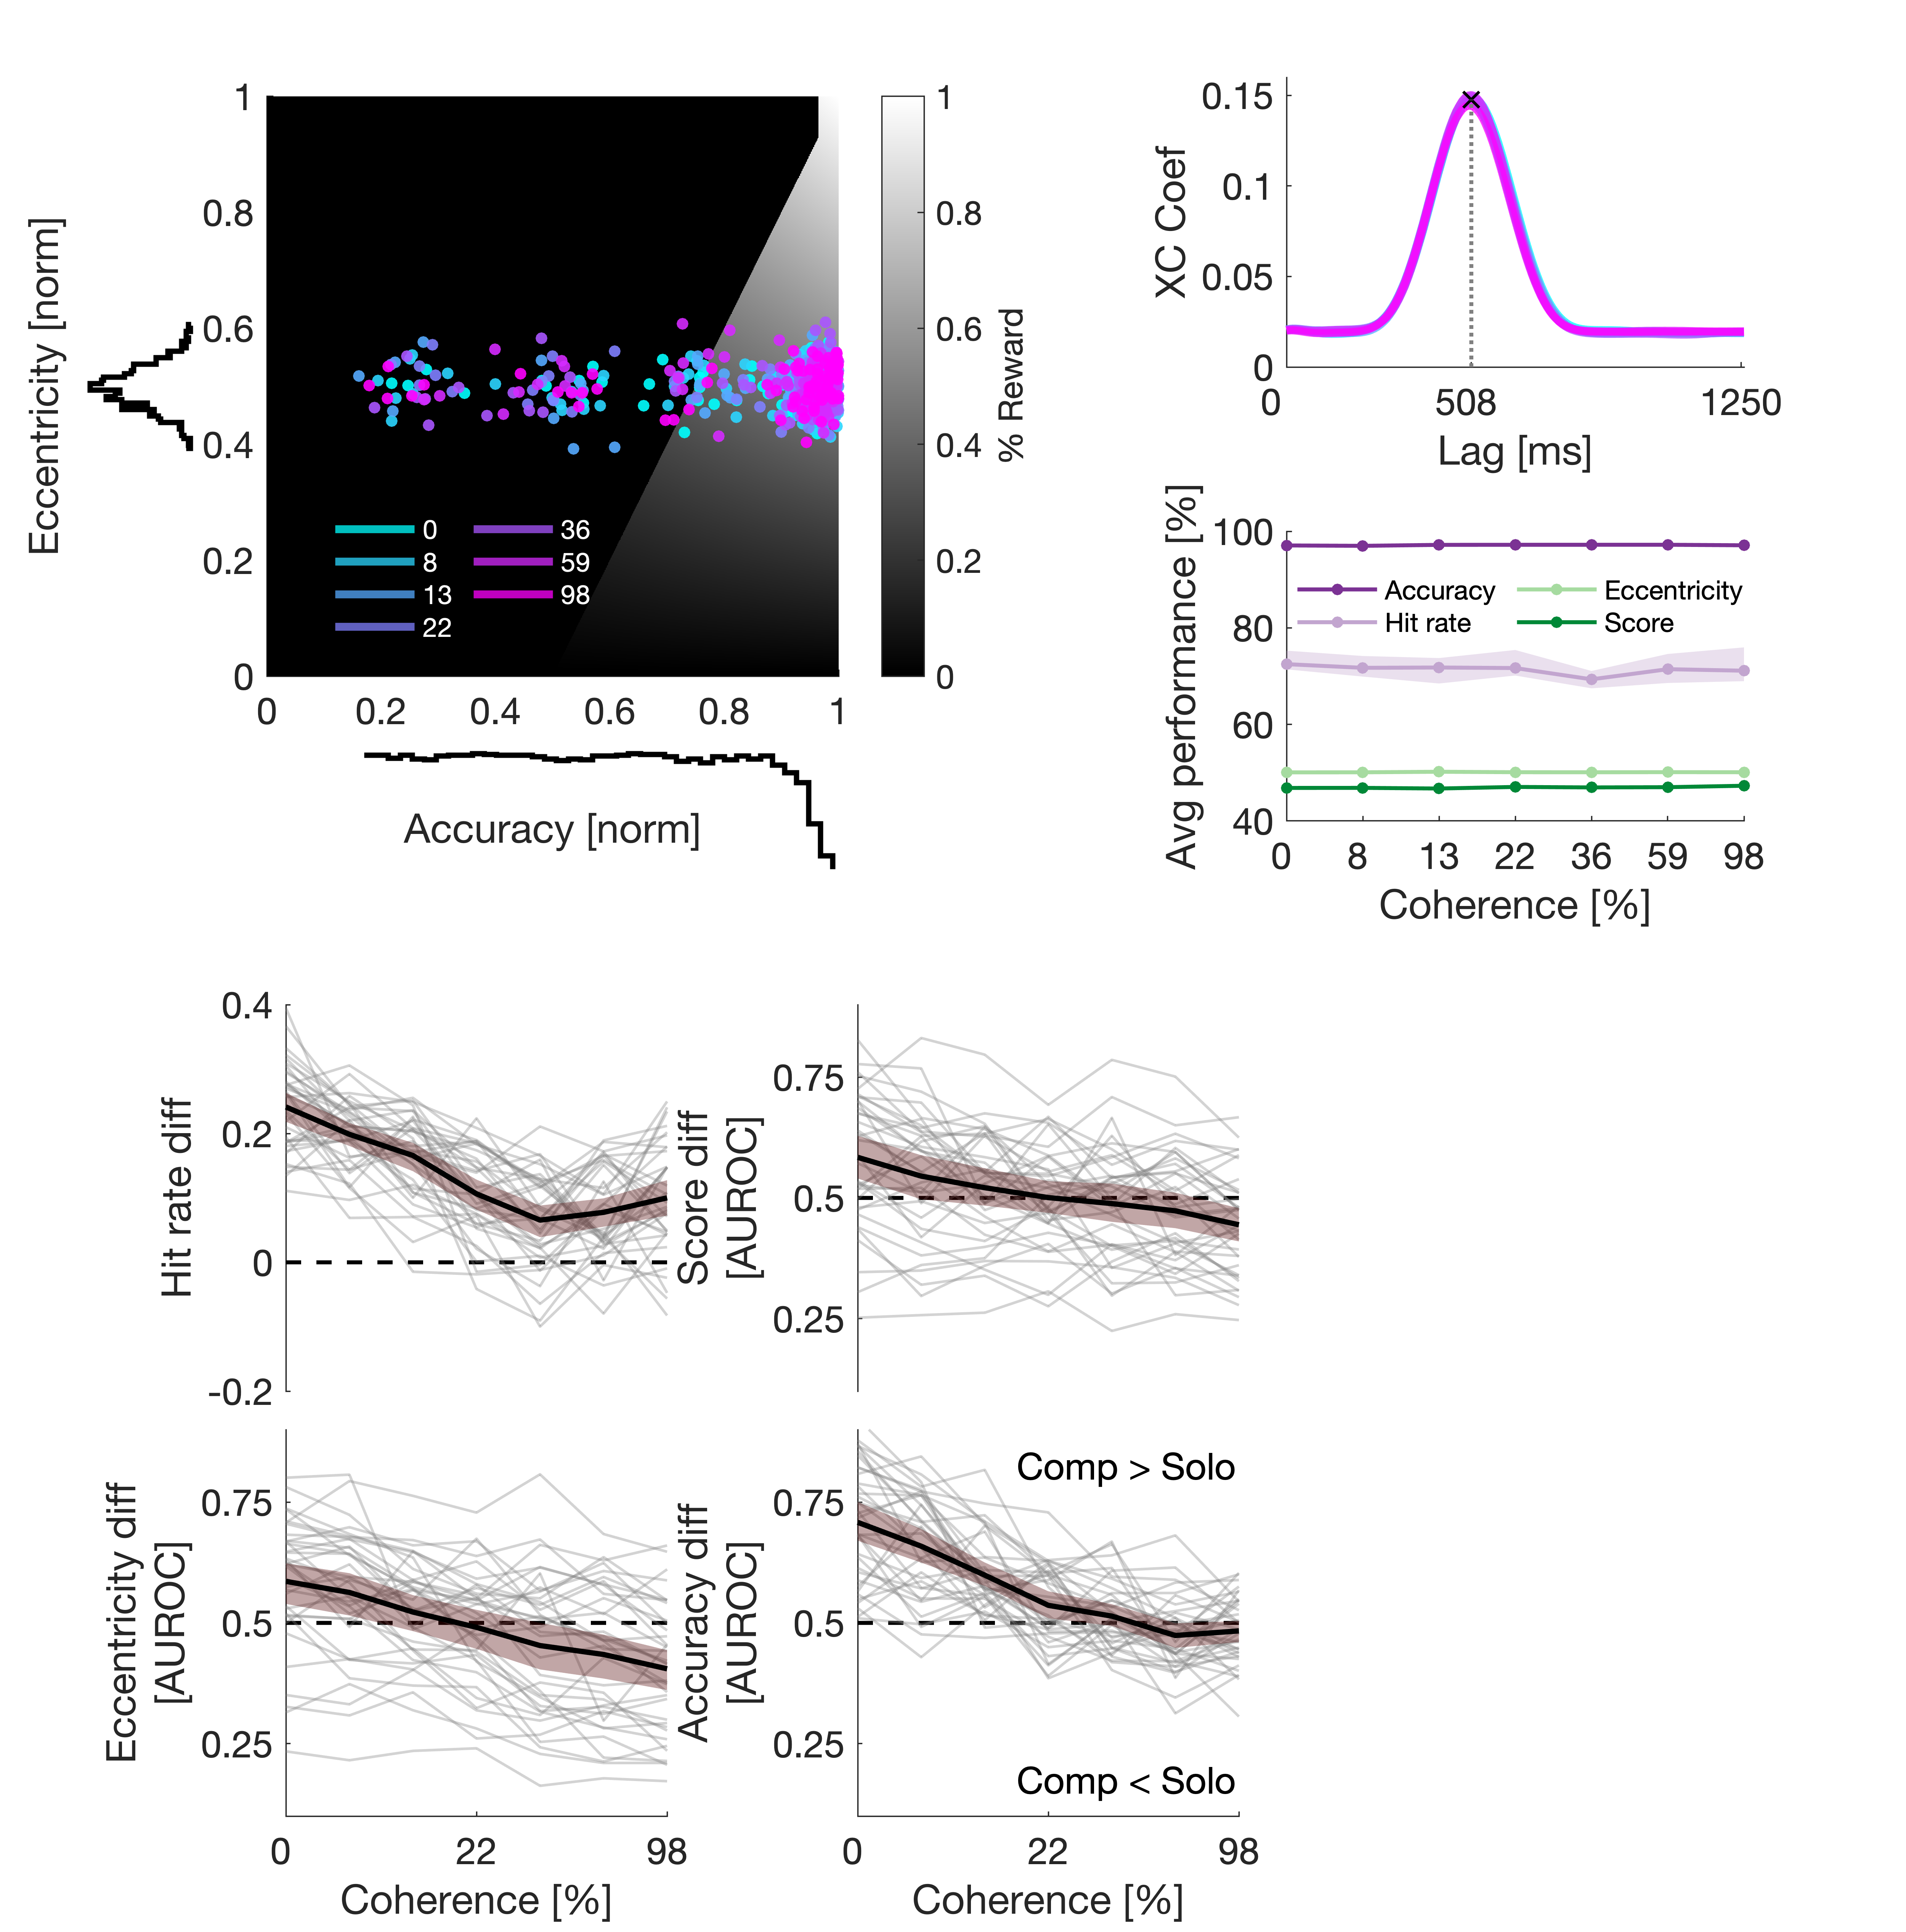 1
0.8
0.6
0.4
0.2
0
Eccentricity [norm]
0
8
13
22
36
59
98
0
0.2
0.4
0.6
0.8
1
Accuracy [norm]
1
0.8
0.6
0.4
0.2
0
% Reward
0.15
0.1
0.05
0
XC Coef
0
508
1250
Lag [ms]
100
80
60
40
Avg performance [%]
Accuracy
Hit rate
Eccentricity
Score
0
8
13
22
36
59
98
Coherence [%]
0.4
0.2
0
-0.2
Hit rate diff
0.75
0.5
0.25
Score diff
[AUROC]
0.75
0.5
0.25
Eccentricity diff
[AUROC]
0
22
98
Coherence [%]
0.75
0.5
0.25
Accuracy diff
[AUROC]
Comp > Solo
Comp < Solo
0
22
98
Coherence [%]